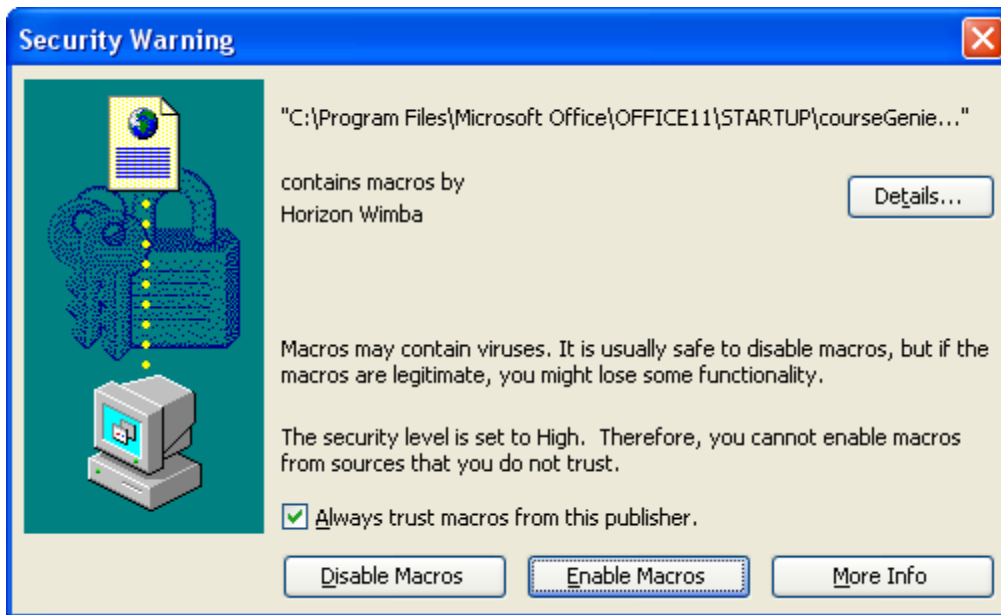 Security Warning
"C:\Program Files\Microsoft Office\OFFICE11\STARTUP\courseGenie..."
contains macros by
Horizon Wimba
Details...
Macros may contain viruses. It is usually safe to disable macros, but if the
macros are legitimate, you might lose some functionality.
The security level is set to High. Therefore, you cannot enable macros
from sources that you do not trust.
Always trust macros from this publisher.
Disable Macros
Enable Macros
More Info